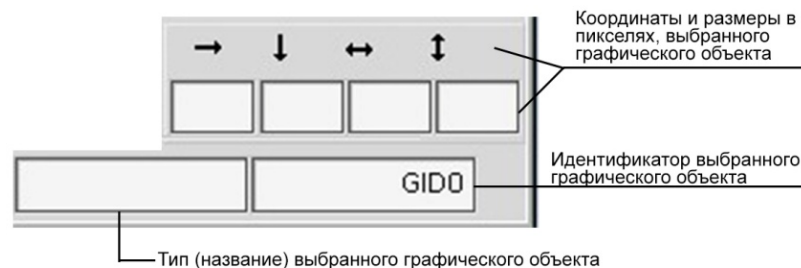 Координаты и размеры в
пикселях, выбранного
графического объекта
Идентификатор выбранного
графического объекта
GID0
Тип (название) выбранного графического объекта